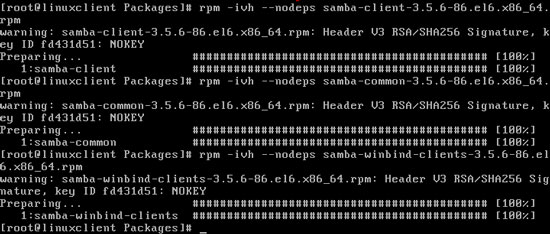 [root@linuxclient Packages]# rpm -ivh --nodeps samba-client-3.5.6-86.el6.x86_64.
rpm
warning: samba-client-3.5.6-86.el6.x86_64.rpm: Header V3 RSA/SHA256 Signature, k
ey ID fd431d51: NOKEY
Preparing... ########################################### [100%]
1:samba-client ########################################### [100%]
[root@linuxclient Packages]# rpm -ivh --nodeps samba-common-3.5.6-86.el6.x86_64.
rpm
warning: samba-common-3.5.6-86.el6.x86_64.rpm: Header V3 RSA/SHA256 Signature, k
ey ID fd431d51: NOKEY
Preparing... ########################################### [100%]
1:samba-common ########################################### [100%]
[root@linuxclient Packages]# rpm -ivh --nodeps samba-winbind-clients-3.5.6-86.el
6.x86_64.rpm
warning: samba-winbind-clients-3.5.6-86.el6.x86_64.rpm: Header V3 RSA/SHA256 Sig
nature, key ID fd431d51: NOKEY
Preparing... ########################################### [100%]
1:samba-winbind-clients ########################################### [100%]
[root@linuxclient Packages]# _